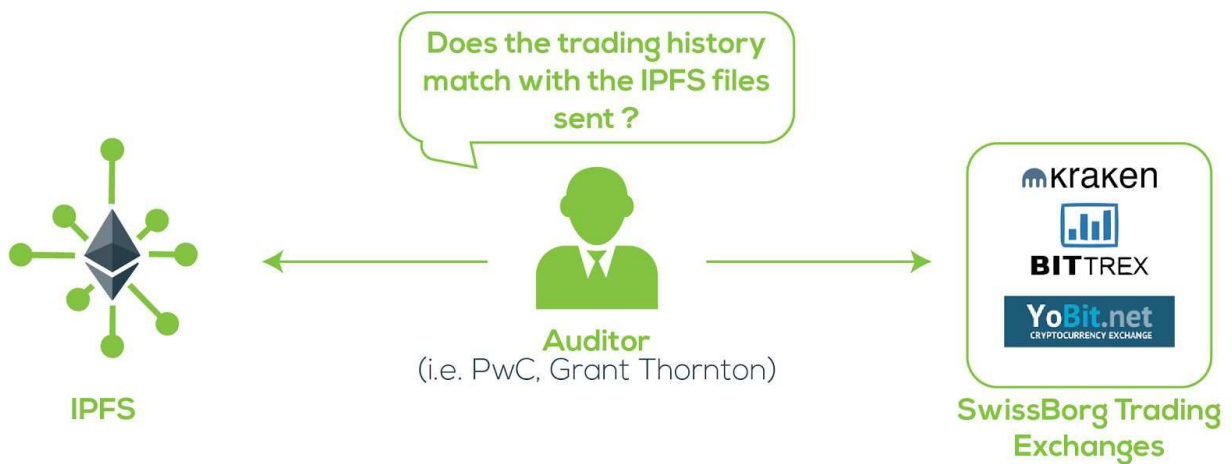 Does the trading history
match with the IPFS files
sent ?
mKraken
BITTREX
YoBit.net
CRYPTOCURRENCY EXCHANGE
Auditor
(i.e. PwC, Grant Thornton)
IPFS
SwissBorg Trading
Exchanges